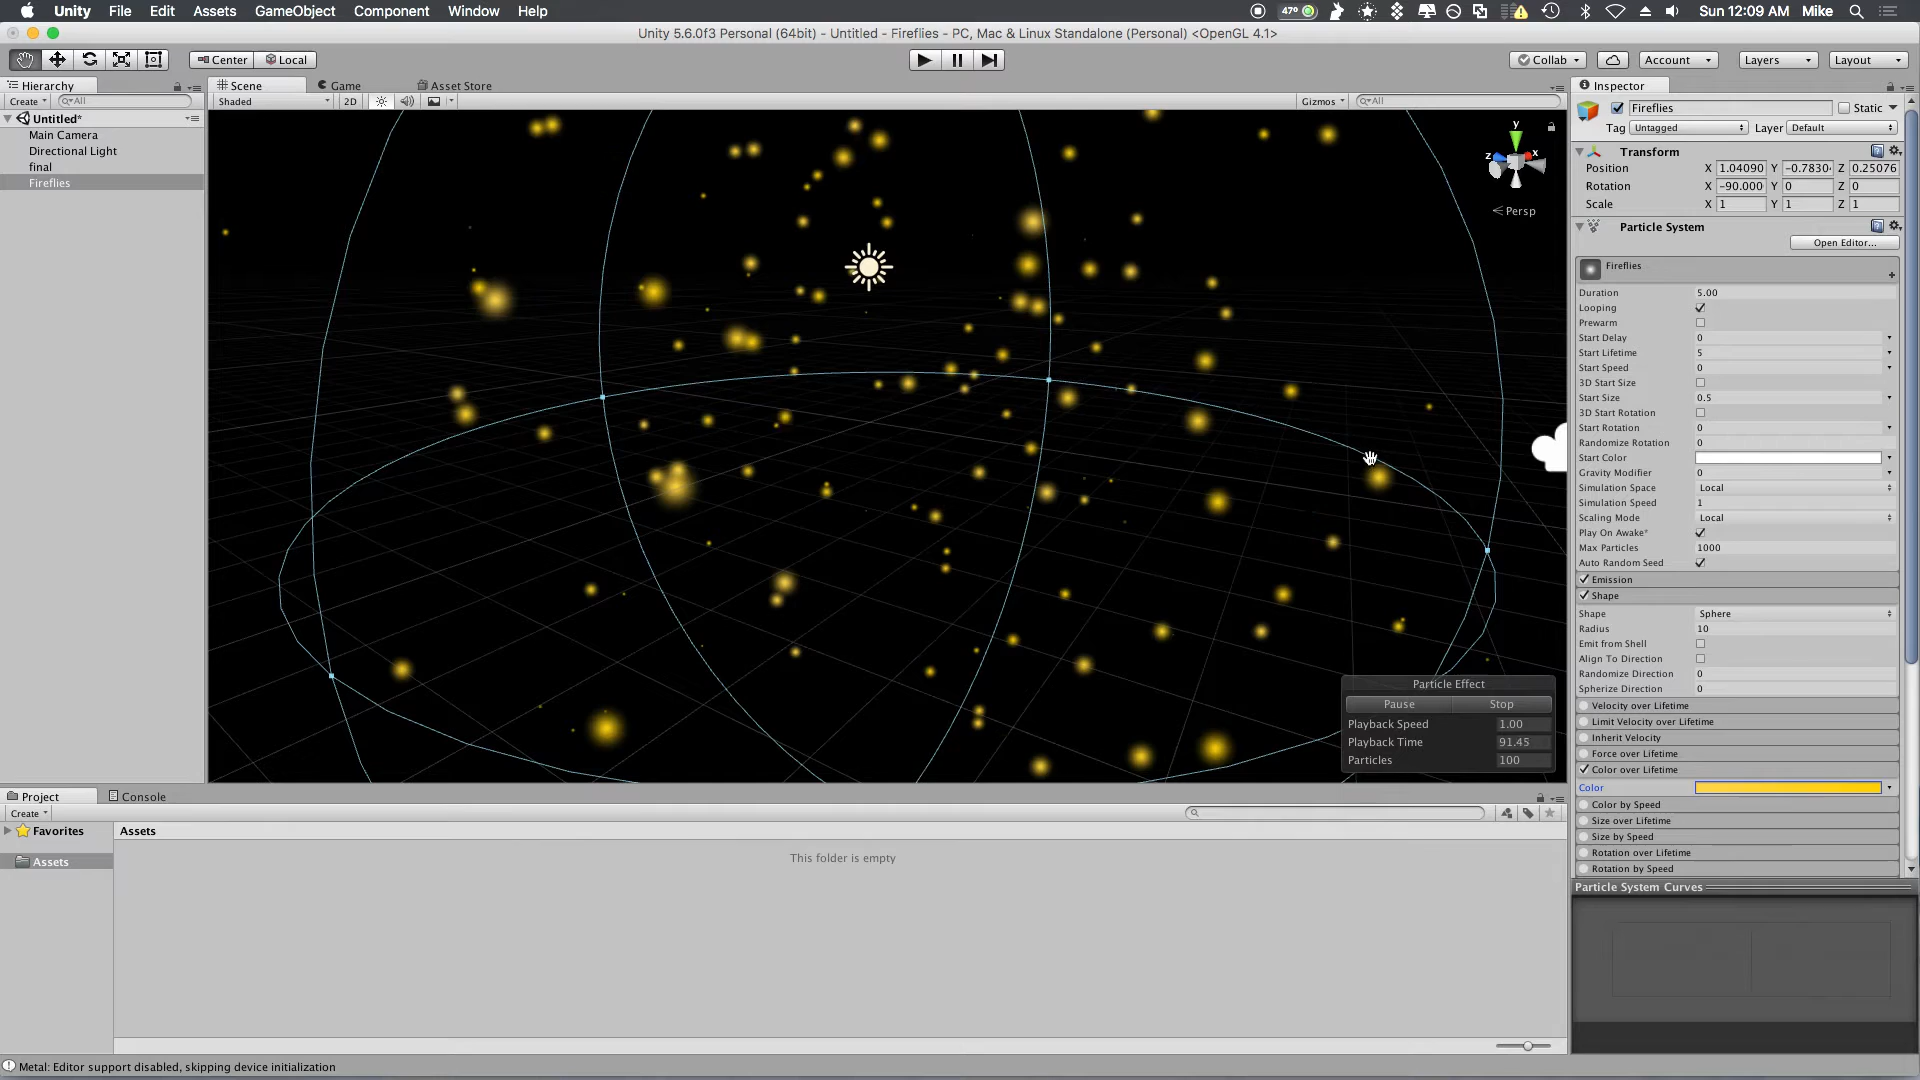 Unity File Edit Assets GameObject Component Window Help 47° Sun 12:09 AM Mike
Unity 5.6.0f3 Personal (64bit) - Untitled - Fireflies - PC, Mac & Linux Standalone (Personal) <OpenGL 4.1>
Center Local Collab Account Layers Layout
Hierarchy
Create All
Untitled*
Main Camera
Directional Light
final
Fireflies
Scene Game Asset Store
Shaded 2D Gizmos All
y
z x
Persp
Particle Effect
Pause Stop
Playback Speed 1.00
Playback Time 91.45
Particles 100
Inspector
Fireflies Static
Tag Untagged Layer Default
Transform
Position X 1.04090 Y -0.7830 Z 0.25076
Rotation X -90.000 Y 0 Z 0
Scale X 1 Y 1 Z 1
Particle System
Open Editor...
Fireflies
Duration 5.00
Looping
Prewarm
Start Delay 0
Start Lifetime 5
Start Speed 0
3D Start Size
Start Size 0.5
3D Start Rotation
Start Rotation 0
Randomize Rotation 0
Start Color
Gravity Modifier 0
Simulation Space Local
Simulation Speed 1
Scaling Mode Local
Play On Awake*
Max Particles 1000
Auto Random Seed
Emission
Shape
Shape Sphere
Radius 10
Emit from Shell
Align To Direction
Randomize Direction 0
Spherize Direction 0
Velocity over Lifetime
Limit Velocity over Lifetime
Inherit Velocity
Force over Lifetime
Color over Lifetime
Color
Color by Speed
Size over Lifetime
Size by Speed
Rotation over Lifetime
Rotation by Speed
Particle System Curves
Project Console
Create
Favorites
Assets
Assets
This folder is empty
Metal: Editor support disabled, skipping device initialization